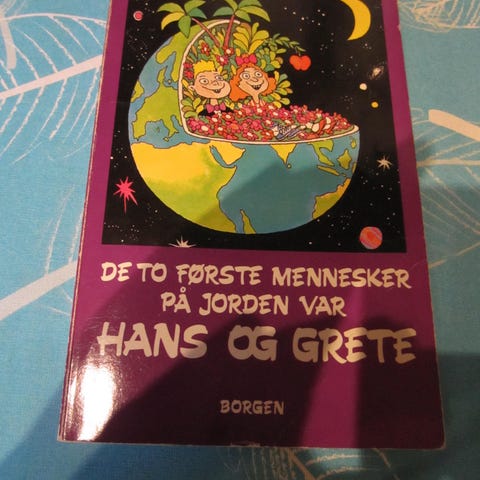 DE TO FØRSTE MENNESKER
PÅ JORDEN VAR
HANS OG GRETE
BORGEN